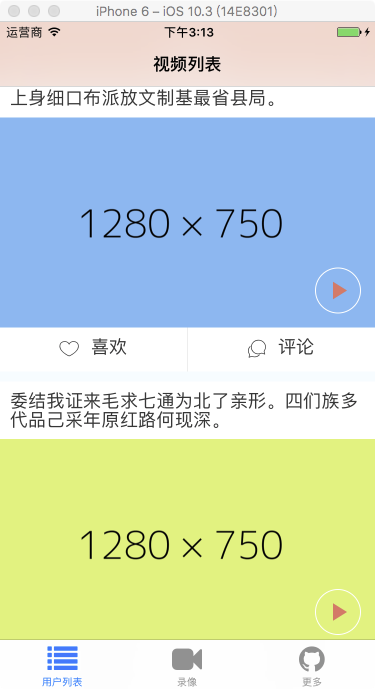 iPhone 6 – iOS 10.3 (14E8301)
运营商 下午3:13
视频列表
上身细口布派放文制基最省县局。
1280 × 750
喜欢 评论
委结我证来毛求七通为北了亲形。四们族多
代品己采年原红路何现深。
1280 × 750
用户列表 录像 更多